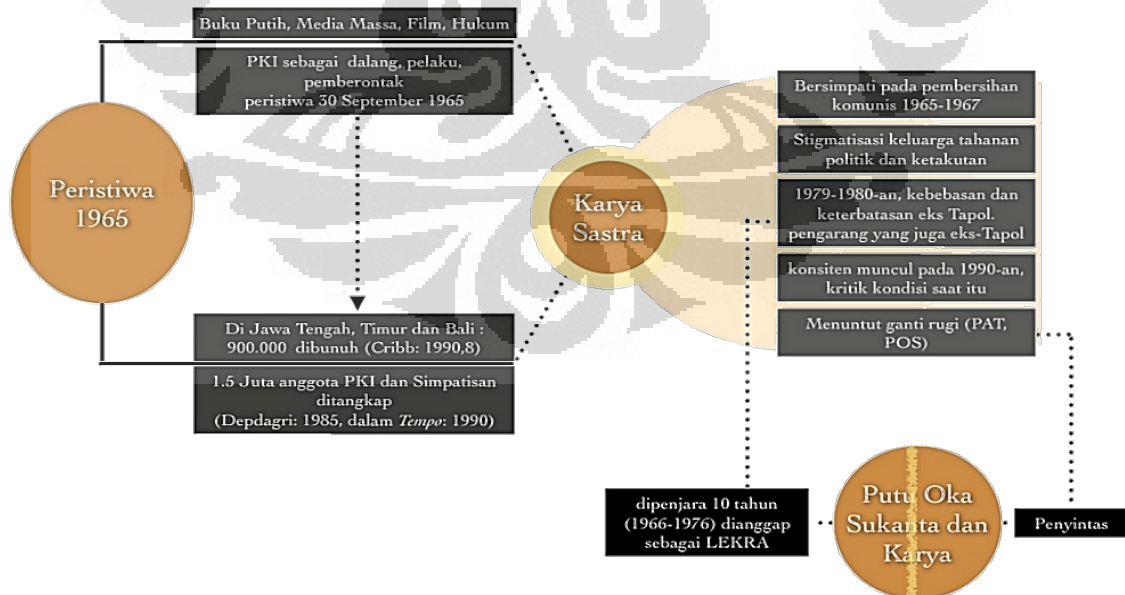 Buku Putih, Media Massa, Film, Hukum
PKI sebagai dalang, pelaku,
pemberontak
peristiwa 30 September 1965
Peristiwa
1965
Di Jawa Tengah, Timur dan Bali :
900.000 dibunuh (Cribb: 1990,8)
1.5 Juta anggota PKI dan Simpatisan
ditangkap
(Depdagri: 1985, dalam Tempo: 1990)
Karya
Sastra
Bersimpati pada pembersihan
komunis 1965-1967
Stigmatisasi keluarga tahanan
politik dan ketakutan
1979-1980-an, kebebasan dan
keterbatasan eks Tapol.
pengarang yang juga eks-Tapol
konsiten muncul pada 1990-an,
kritik kondisi saat itu
Menuntut ganti rugi (PAT,
POS)
dipenjara 10 tahun
(1966-1976) dianggap
sebagai LEKRA
Putu Oka
Sukanta dan
Karya
Penyintas